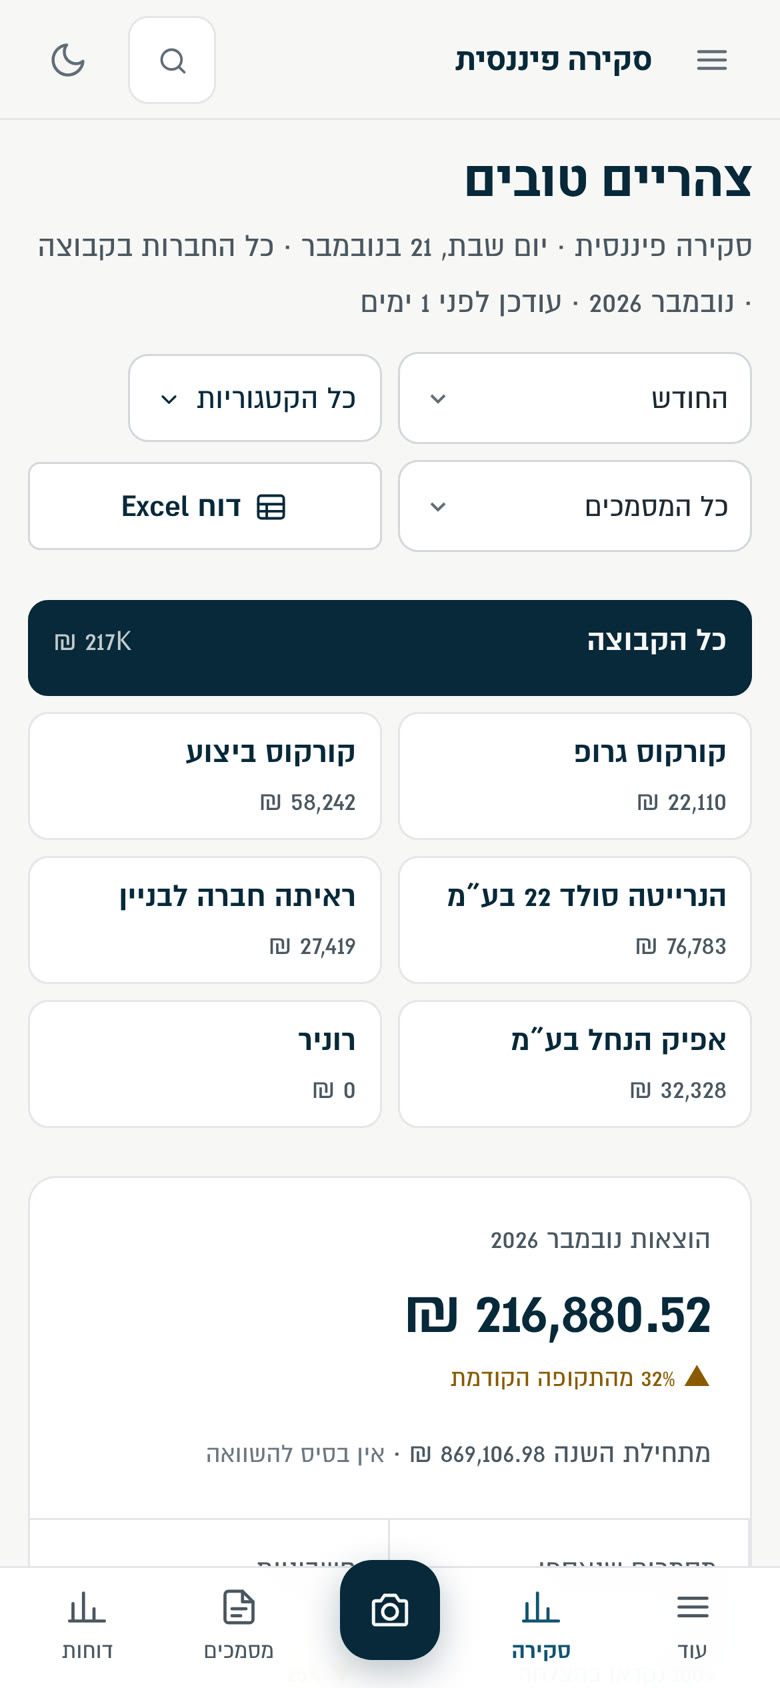 סקירה פיננסית
צהריים טובים
סקירה פיננסית · יום שבת, 21 בנובמבר · כל החברות בקבוצה
· נובמבר 2026 · עודכן לפני 1 ימים
החודש
כל הקטגוריות
כל המסמכים
דוח Excel
כל הקבוצה
217K ₪
קורקוס גרופ
22,110 ₪
קורקוס ביצוע
58,242 ₪
הנרייטה סולד 22 בע״מ
76,783 ₪
ראיתה חברה לבניין
27,419 ₪
אפיק הנחל בע״מ
32,328 ₪
רוניר
0 ₪
הוצאות נובמבר 2026
216,880.52 ₪
▲ 32% מהתקופה הקודמת
מתחילת השנה 869,106.98 ₪ · אין בסיס להשוואה
עוד
סקירה
מסמכים
דוחות